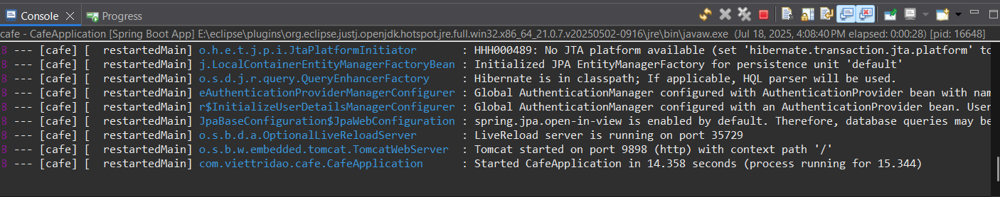 Console
Progress
cafe - CafeApplication [Spring Boot App] E:\eclipse\plugins\org.eclipse.justj.openjdk.hotspot.jre.full.win32.x86_64_21.0.7.v20250502-0916\jre\bin\javaw.exe (Jul 18, 2025, 4:08:40 PM elapsed: 0:00:28) [pid: 16648]
8 --- [cafe] [  restartedMain] o.h.e.t.j.p.i.JtaPlatformInitiator       : HHH000489: No JTA platform available (set 'hibernate.transaction.jta.platform' to
8 --- [cafe] [  restartedMain] j.LocalContainerEntityManagerFactoryBean : Initialized JPA EntityManagerFactory for persistence unit 'default'
8 --- [cafe] [  restartedMain] o.s.d.j.r.query.QueryEnhancerFactory     : Hibernate is in classpath; If applicable, HQL parser will be used.
8 --- [cafe] [  restartedMain] eAuthenticationProviderManagerConfigurer : Global AuthenticationManager configured with AuthenticationProvider bean with nam
8 --- [cafe] [  restartedMain] r$InitializeUserDetailsManagerConfigurer : Global AuthenticationManager configured with an AuthenticationProvider bean. User
8 --- [cafe] [  restartedMain] JpaBaseConfiguration$JpaWebConfiguration : spring.jpa.open-in-view is enabled by default. Therefore, database queries may be
8 --- [cafe] [  restartedMain] o.s.b.d.a.OptionalLiveReloadServer       : LiveReload server is running on port 35729
8 --- [cafe] [  restartedMain] o.s.b.w.embedded.tomcat.TomcatWebServer  : Tomcat started on port 9898 (http) with context path '/'
8 --- [cafe] [  restartedMain] com.viettridao.cafe.CafeApplication      : Started CafeApplication in 14.358 seconds (process running for 15.344)